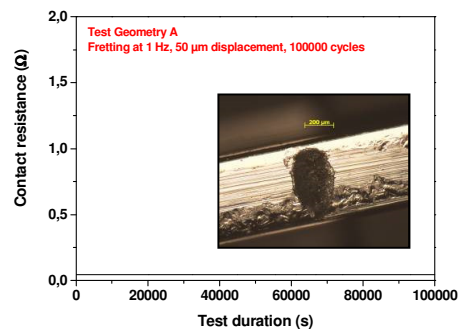 Test Geometry A
Fretting at 1 Hz, 50 µm displacement, 100000 cycles
2,0
1,5
1,0
0,5
0,0
Contact resistance (Ω)
200 µm
0
20000
40000
60000
80000
100000
Test duration (s)